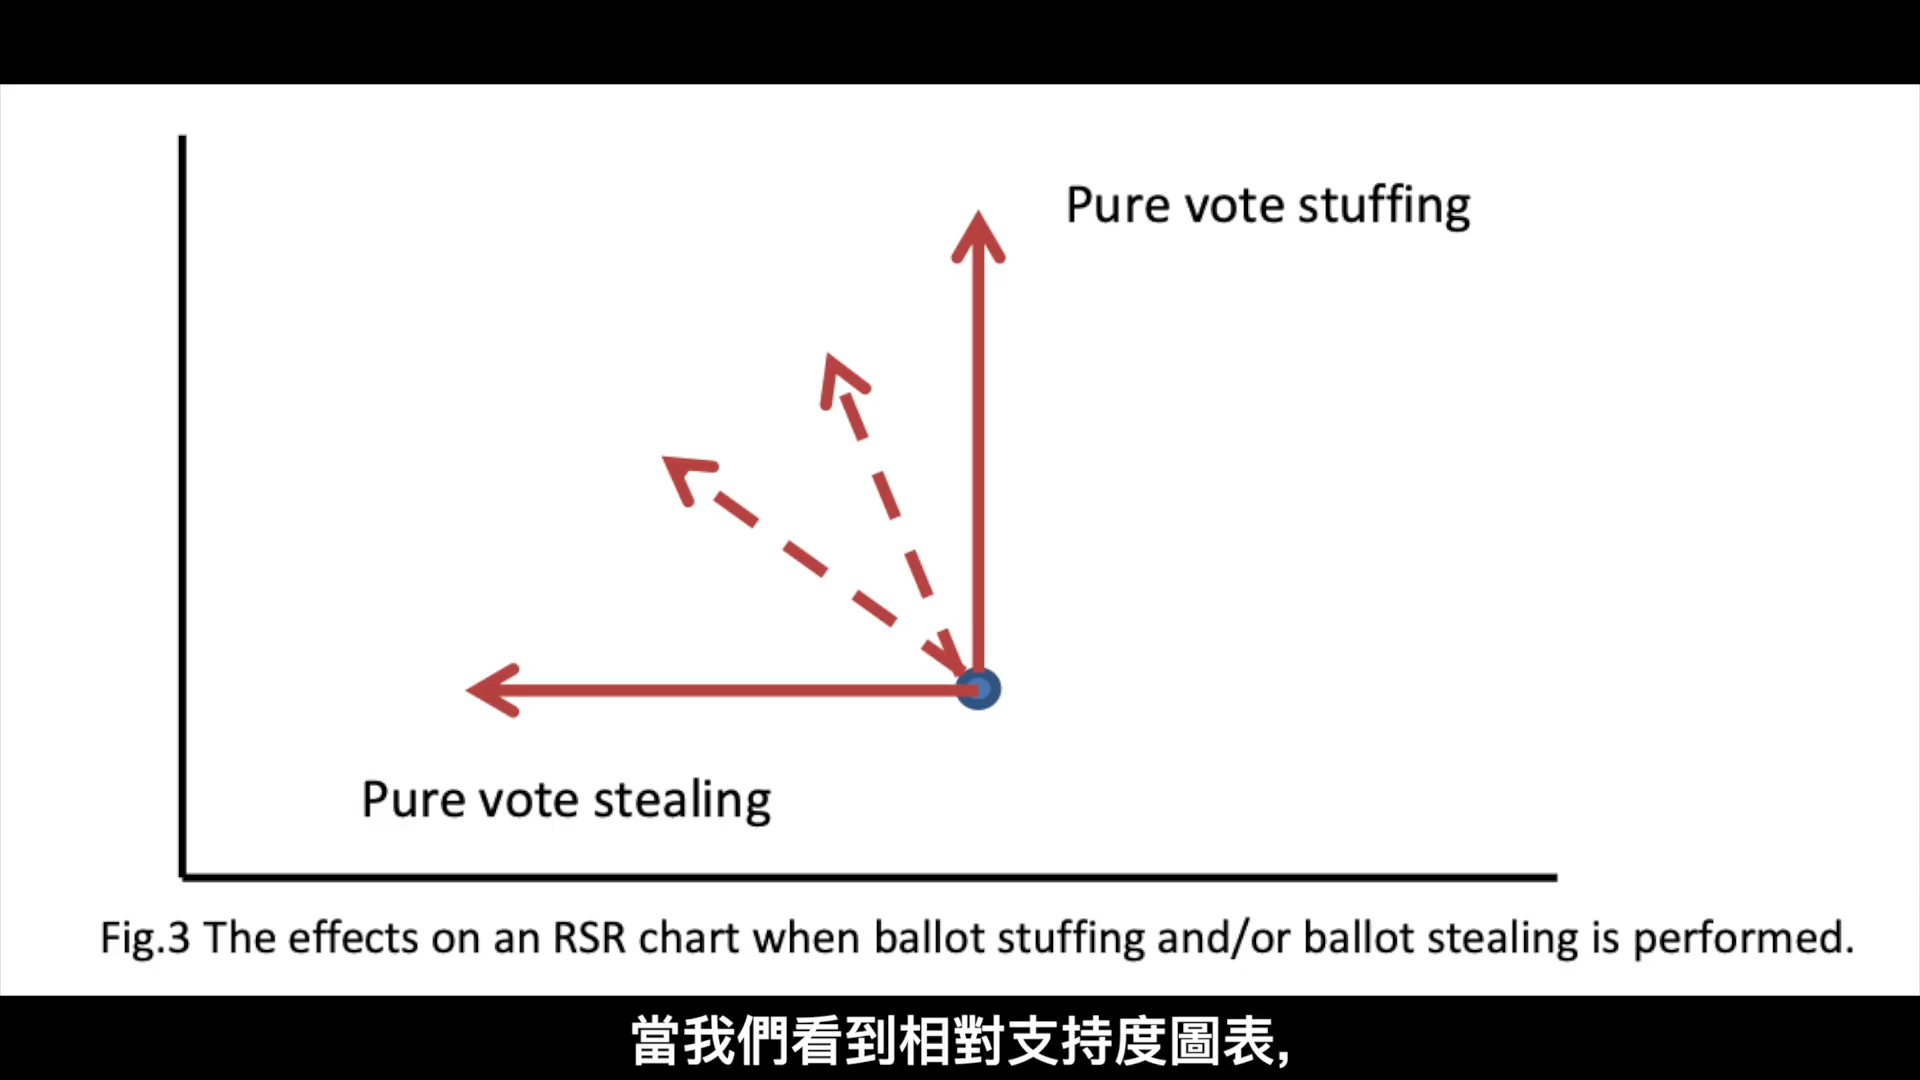 Pure vote stuffing
Pure vote stealing
Fig.3 The effects on an RSR chart when ballot stuffing and/or ballot stealing is performed.
當我們看到相對支持度圖表,